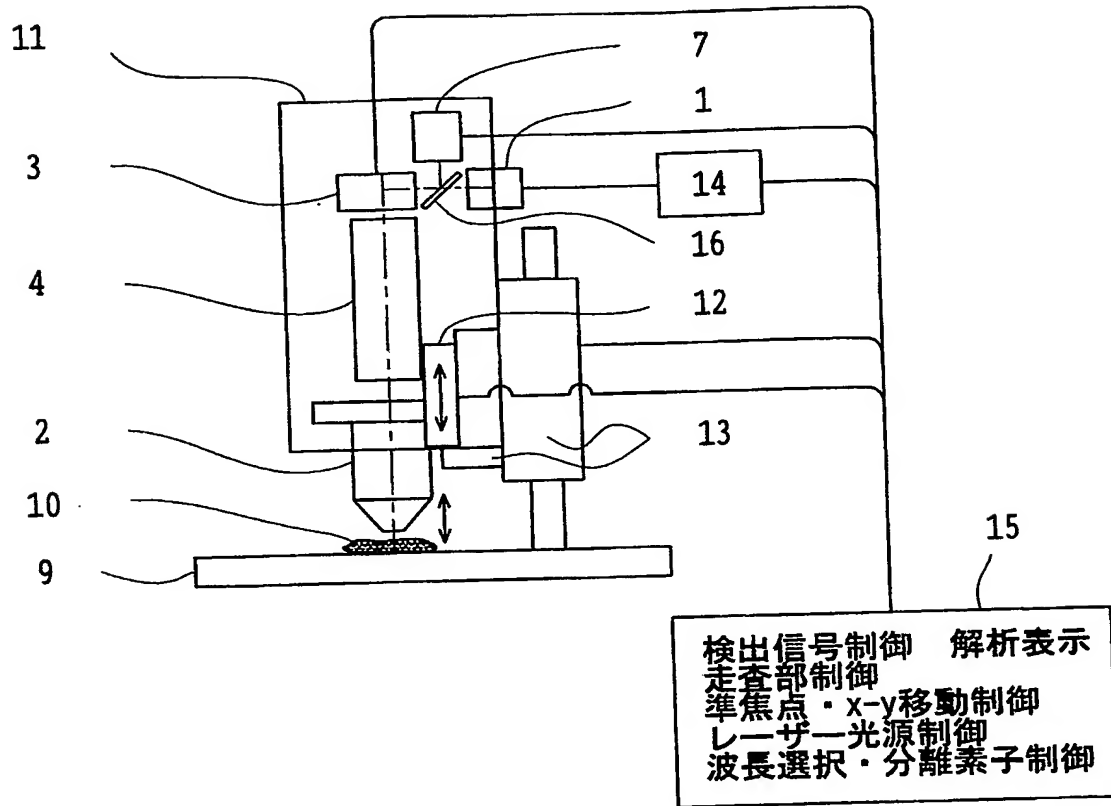 11
7
1
3
14
16
4
12
2
13
10
15
9
検出信号制御　解析表示
走査部制御
準焦点・x-y移動制御
レーザー光源制御
波長選択・分離素子制御